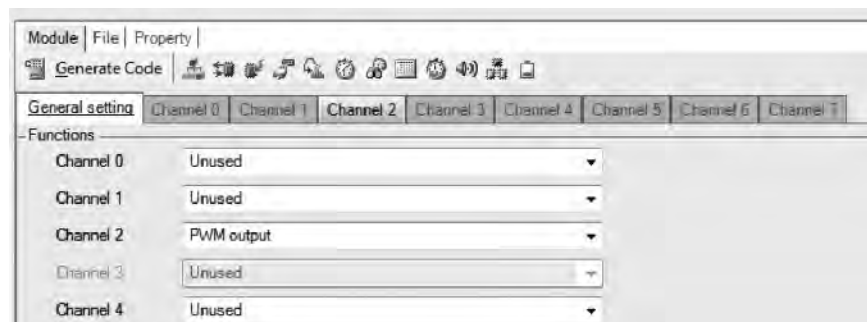 Module File Property
Generate Code
General setting Channel 0 Channel 1 Channel 2 Channel 3 Channel 4 Channel 5 Channel 6 Channel 7
Functions
Channel 0 Unused
Channel 1 Unused
Channel 2 PWM output
Channel 3 Unused
Channel 4 Unused